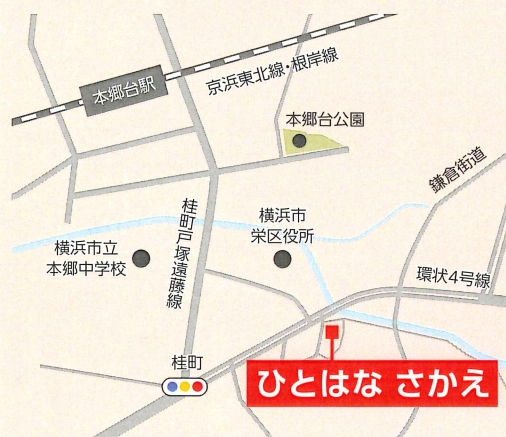 京浜東北線・根岸線
本郷台駅
本郷台公園
鎌倉街道
桂町戸塚遠藤線
横浜市
栄区役所
横浜市立
本郷中学校
環状4号線
桂町
ひとはな さかえ